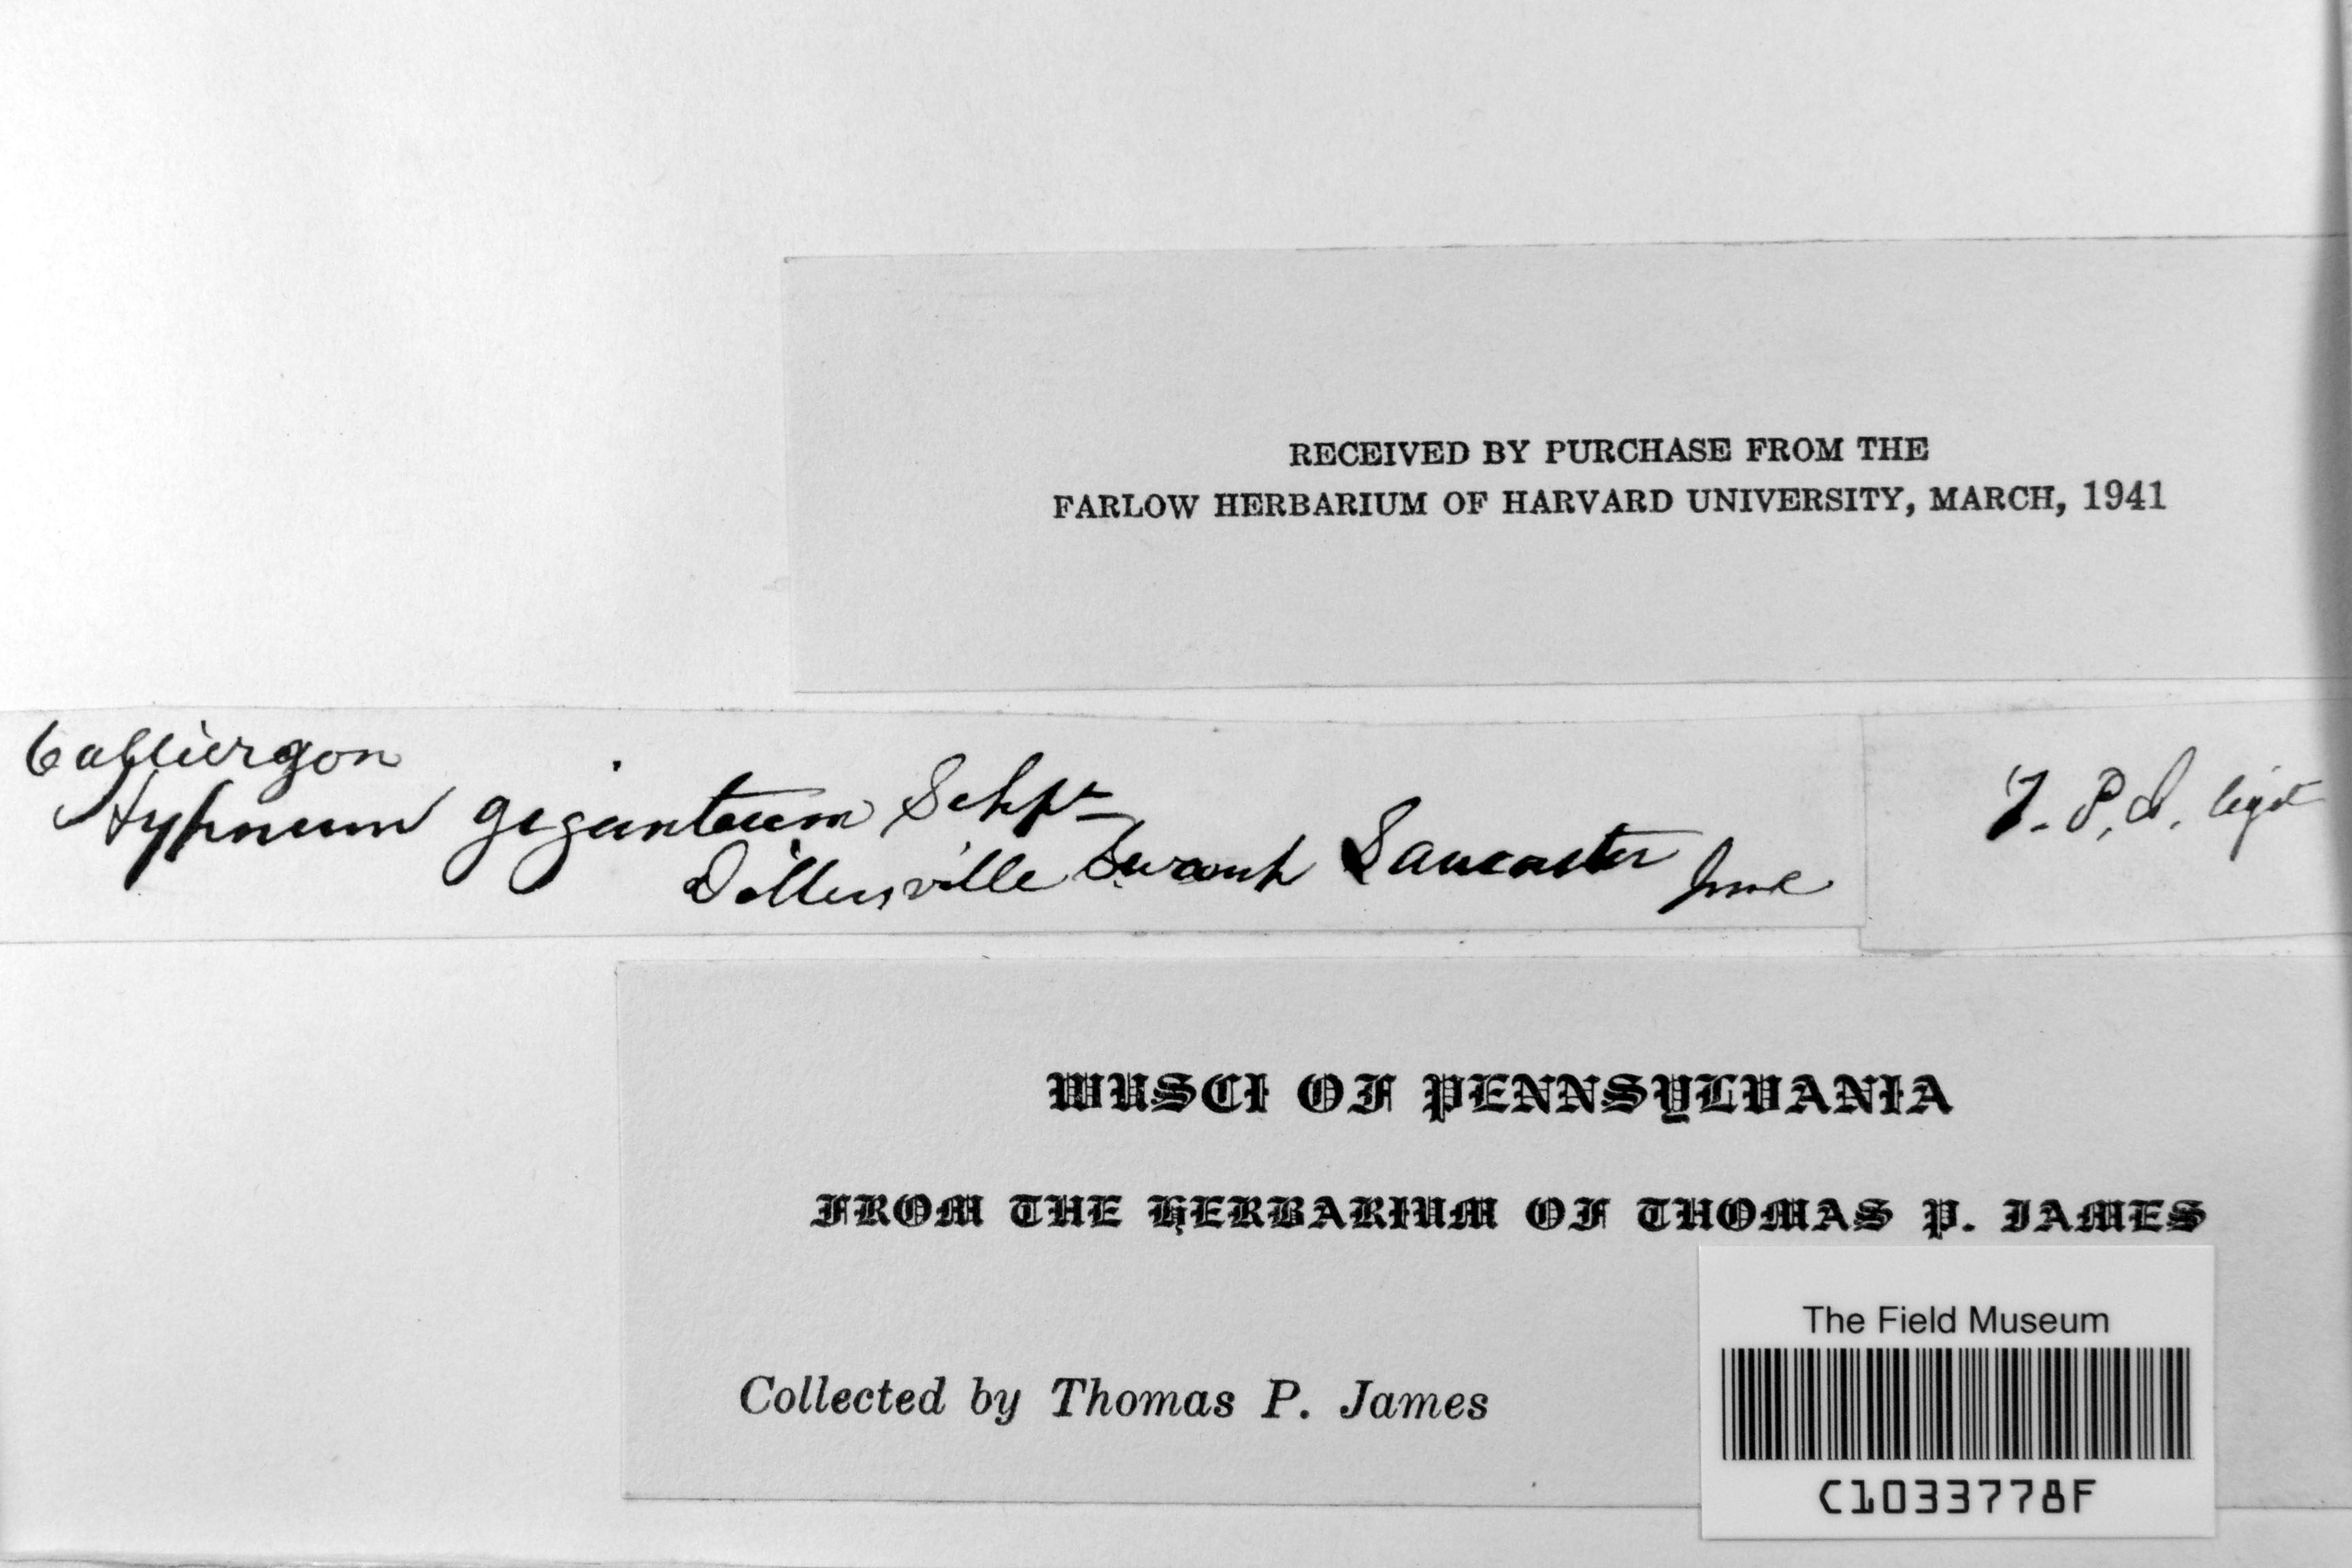 RECEIVED BY PURCHASE FROM THE
FARLOW HERBARIUM OF HARVARD UNIVERSITY, MARCH, 1941
Calliergon
Hypnum giganteum Schpr
Dillersville Swamp Lancaster June
T. P. J. legit
MUSCI OF PENNSYLVANIA
FROM THE HERBARIUM OF THOMAS P. JAMES
Collected by Thomas P. James
The Field Museum
C1033778F